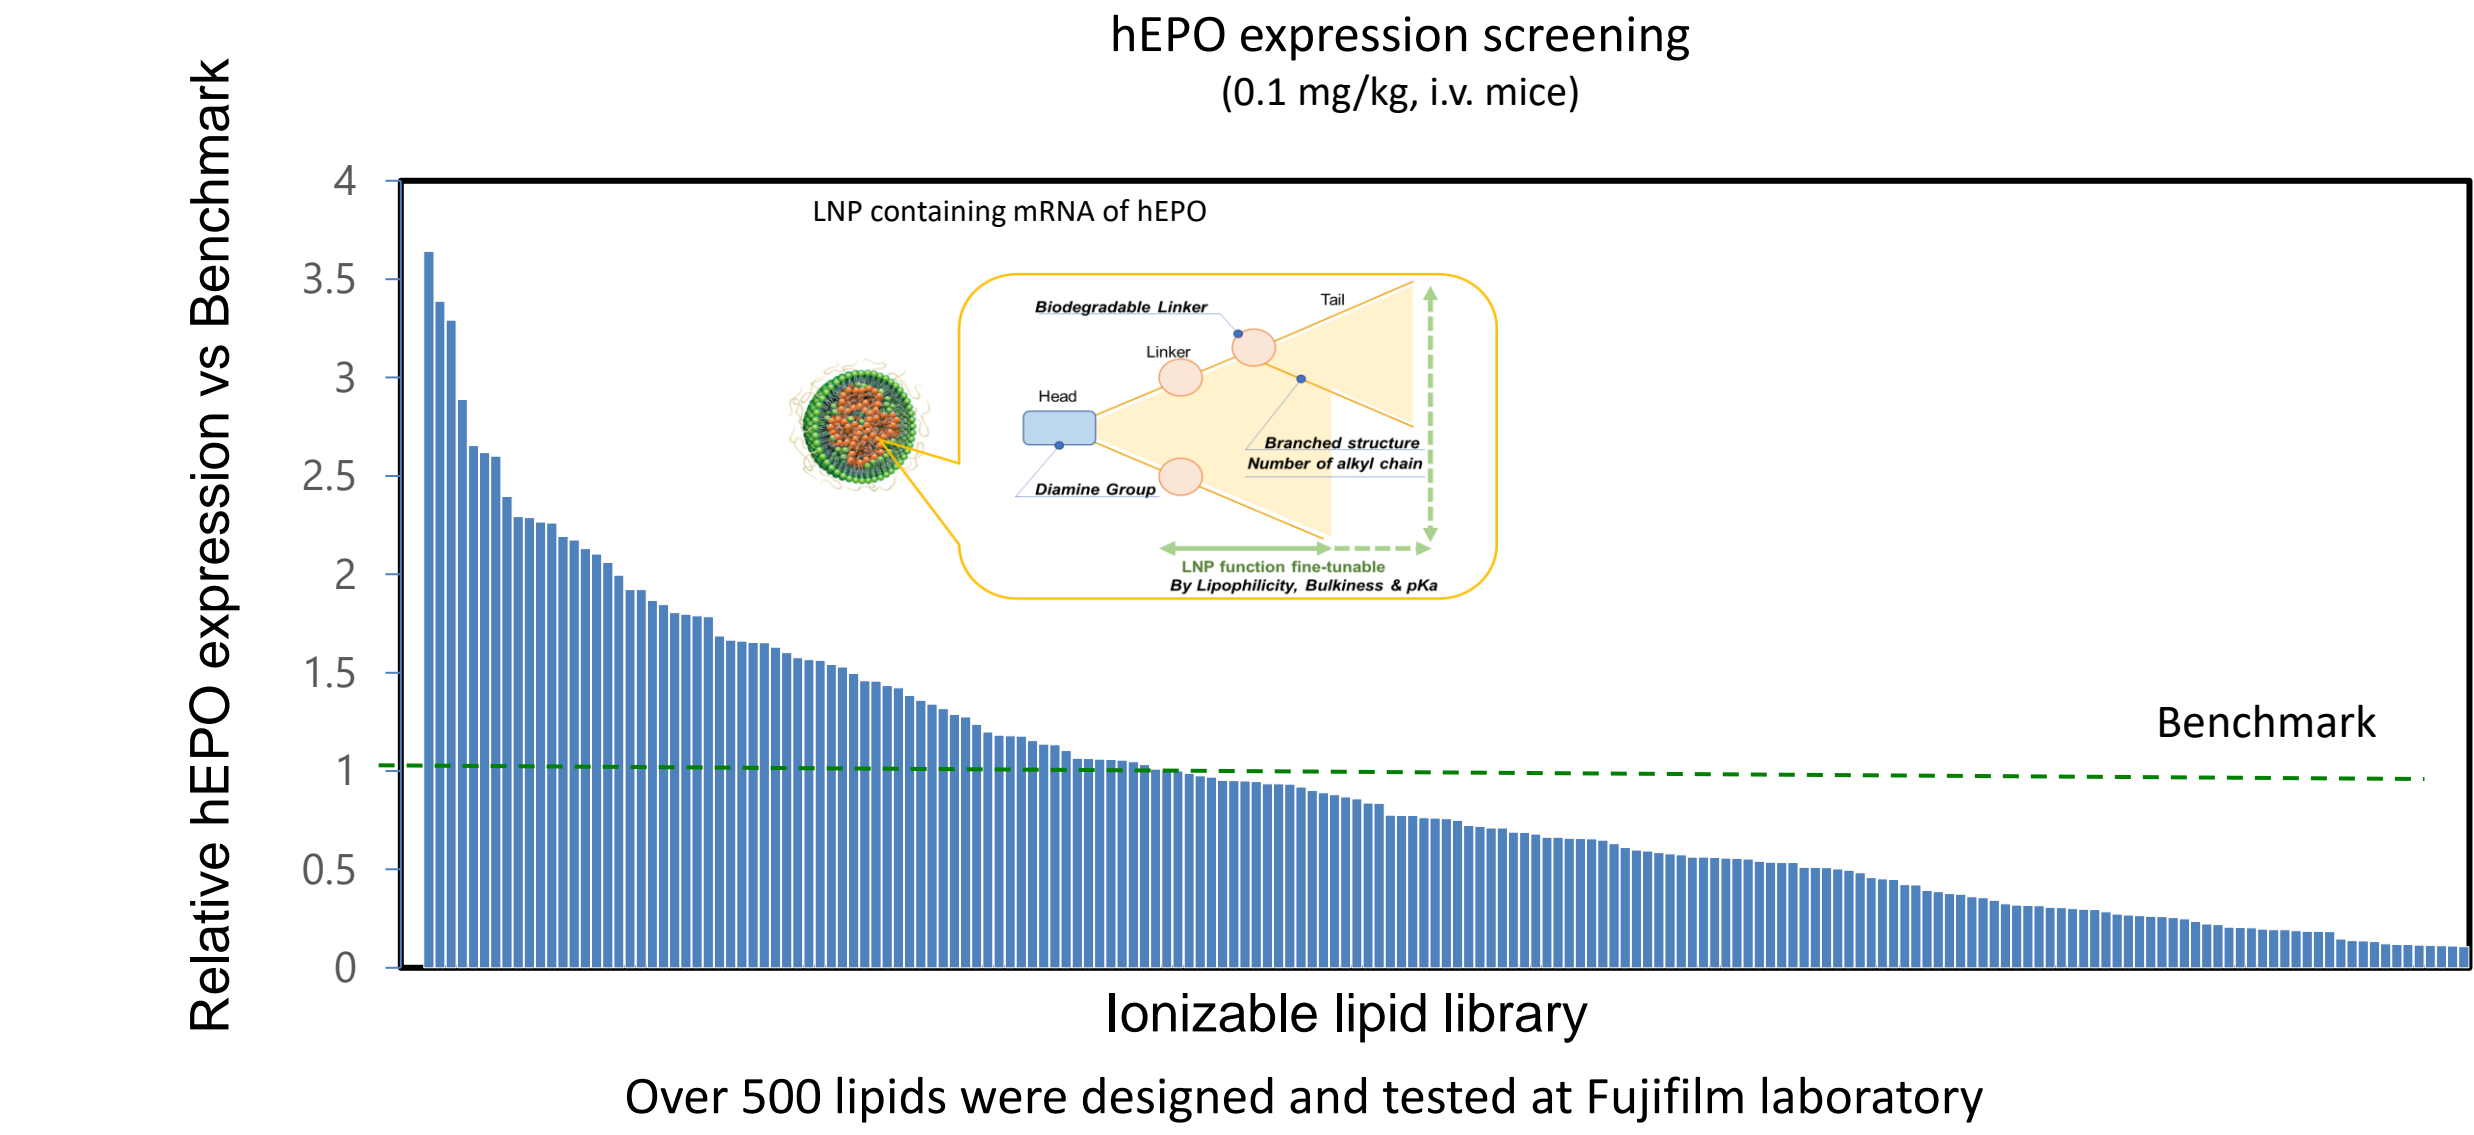 hEPO expression screening
(0.1 mg/kg, i.v. mice)
Relative hEPO expression vs Benchmark
4
3.5
3
2.5
2
1.5
1
0.5
0
LNP containing mRNA of hEPO
Biodegradable Linker
Tail
Linker
Head
Branched structure
Number of alkyl chain
Diamine Group
LNP function fine-tunable
By Lipophilicity, Bulkiness & pKa
Benchmark
Ionizable lipid library
Over 500 lipids were designed and tested at Fujifilm laboratory